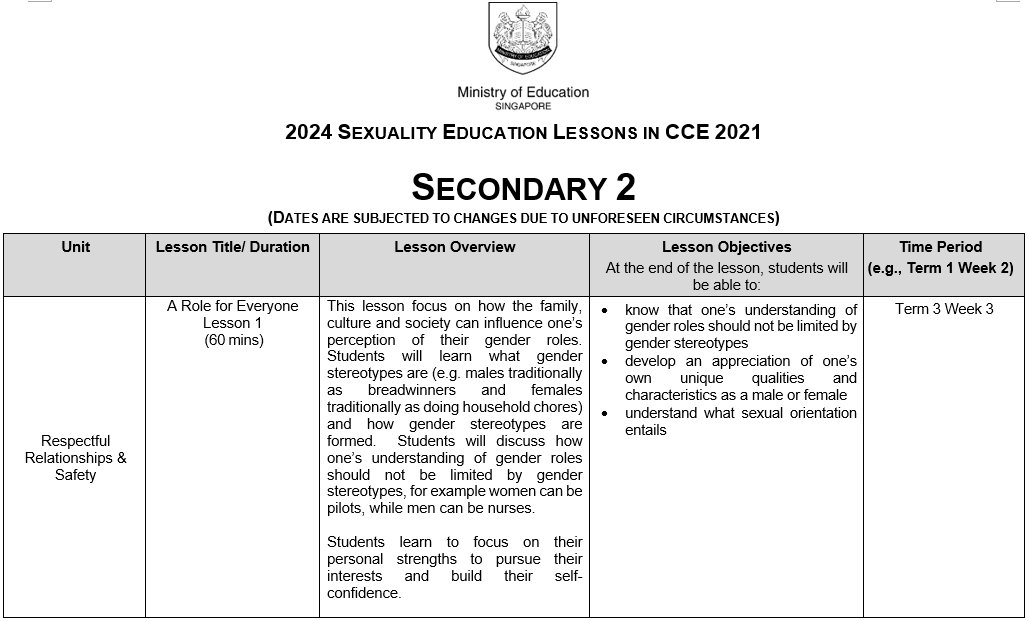 MINISTRY OF EDUCATION
SINGAPORE
Ministry of Education
SINGAPORE
2024 SEXUALITY EDUCATION LESSONS IN CCE 2021
SECONDARY 2
(DATES ARE SUBJECTED TO CHANGES DUE TO UNFORESEEN CIRCUMSTANCES)
Unit
Lesson Title/ Duration
Lesson Overview
Lesson Objectives
At the end of the lesson, students will
be able to:
Time Period
(e.g., Term 1 Week 2)
Respectful
Relationships &
Safety
A Role for Everyone
Lesson 1
(60 mins)
This lesson focus on how the family,
culture and society can influence one's
perception of their gender roles.
Students will learn what gender
stereotypes are (e.g. males traditionally
as breadwinners and females
traditionally as doing household chores)
and how gender stereotypes are
formed. Students will discuss how
one's understanding of gender roles
should not be limited by gender
stereotypes, for example women can be
pilots, while men can be nurses.
Students learn to focus on their
personal strengths to pursue their
interests and build their self-
confidence.
• know that one's understanding of
gender roles should not be limited by
gender stereotypes
• develop an appreciation of one's
own unique qualities and
characteristics as a male or female
• understand what sexual orientation
entails
Term 3 Week 3